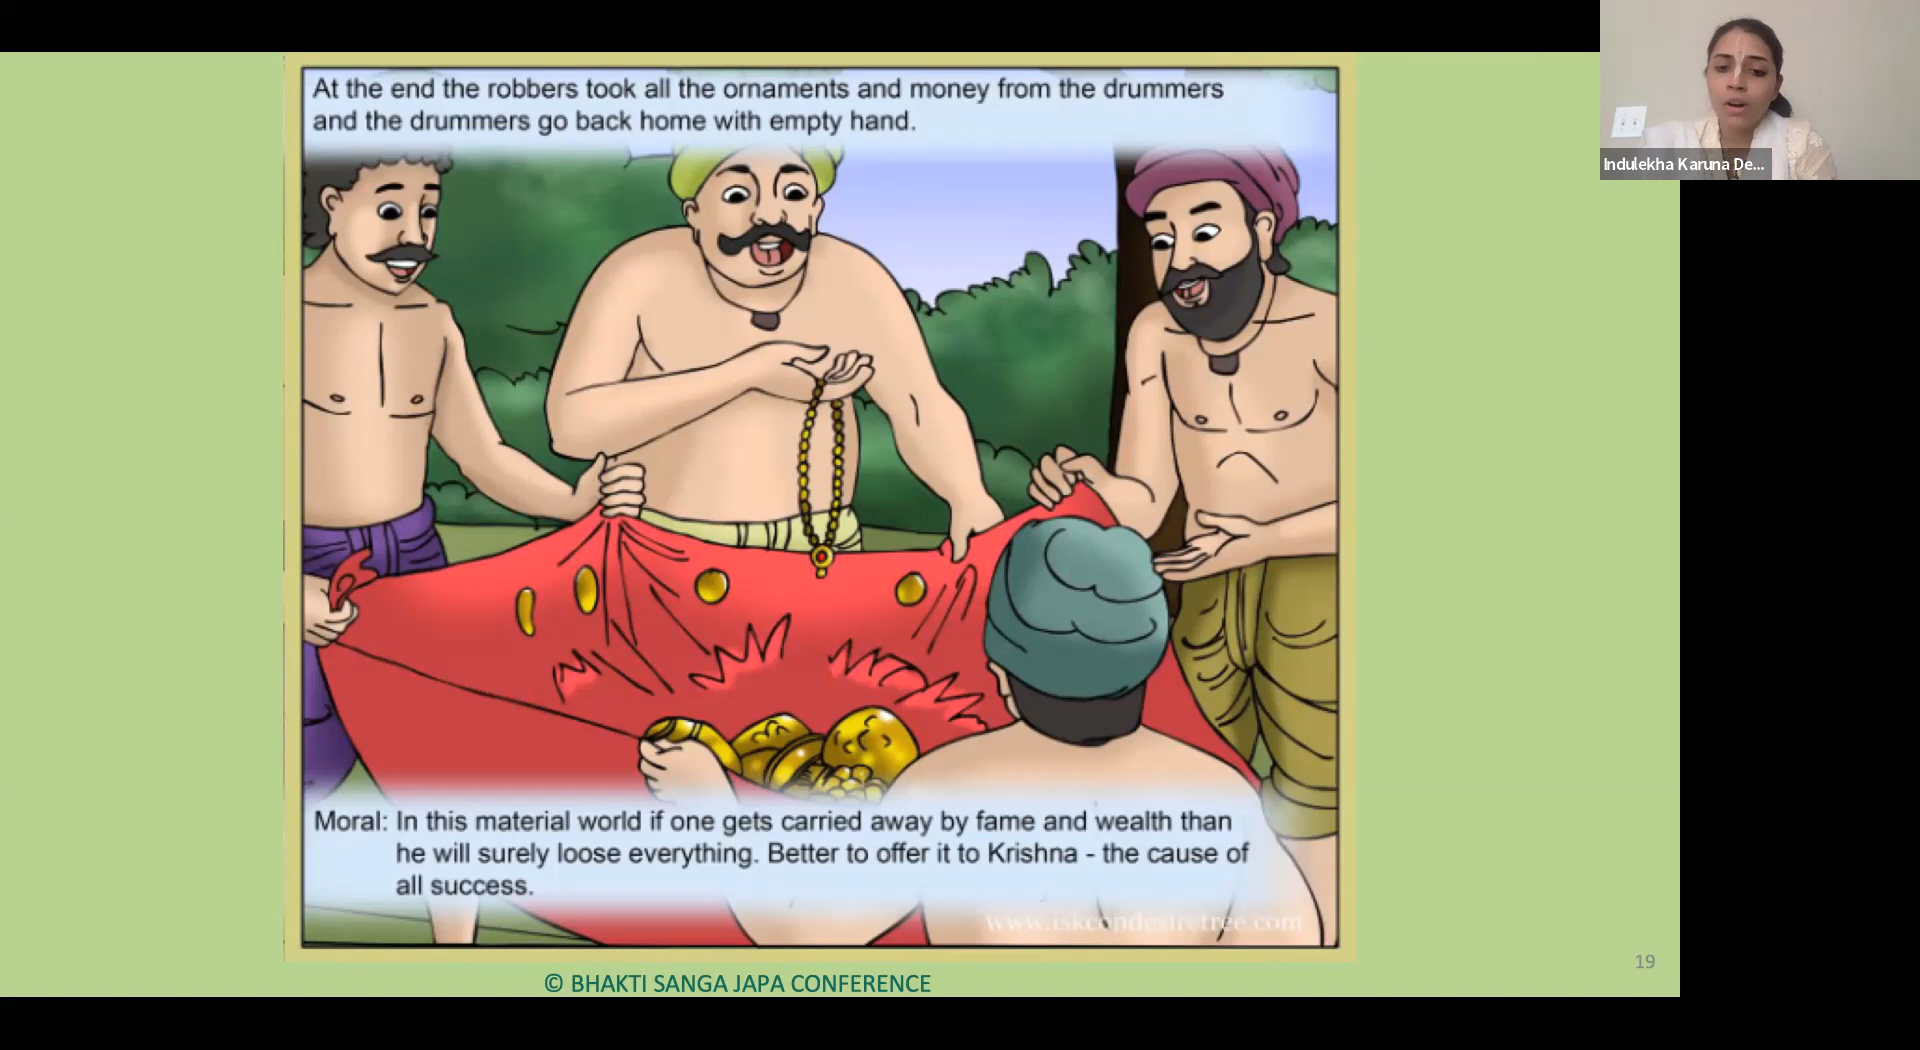 At the end the robbers took all the ornaments and money from the drummers
and the drummers go back home with empty hand.
Indulekha Karuna De...
Moral: In this material world if one gets carried away by fame and wealth than
he will surely loose everything. Better to offer it to Krishna - the cause of
all success.
www.iskcondesiretree.com
19
© BHAKTI SANGA JAPA CONFERENCE